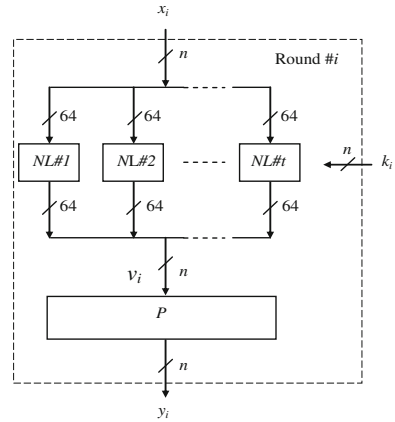 x_i
n
Round #i
64 64 64
NL#1 NL#2 NL#t
n
k_i
64 64 64
v_i n
P
n
y_i